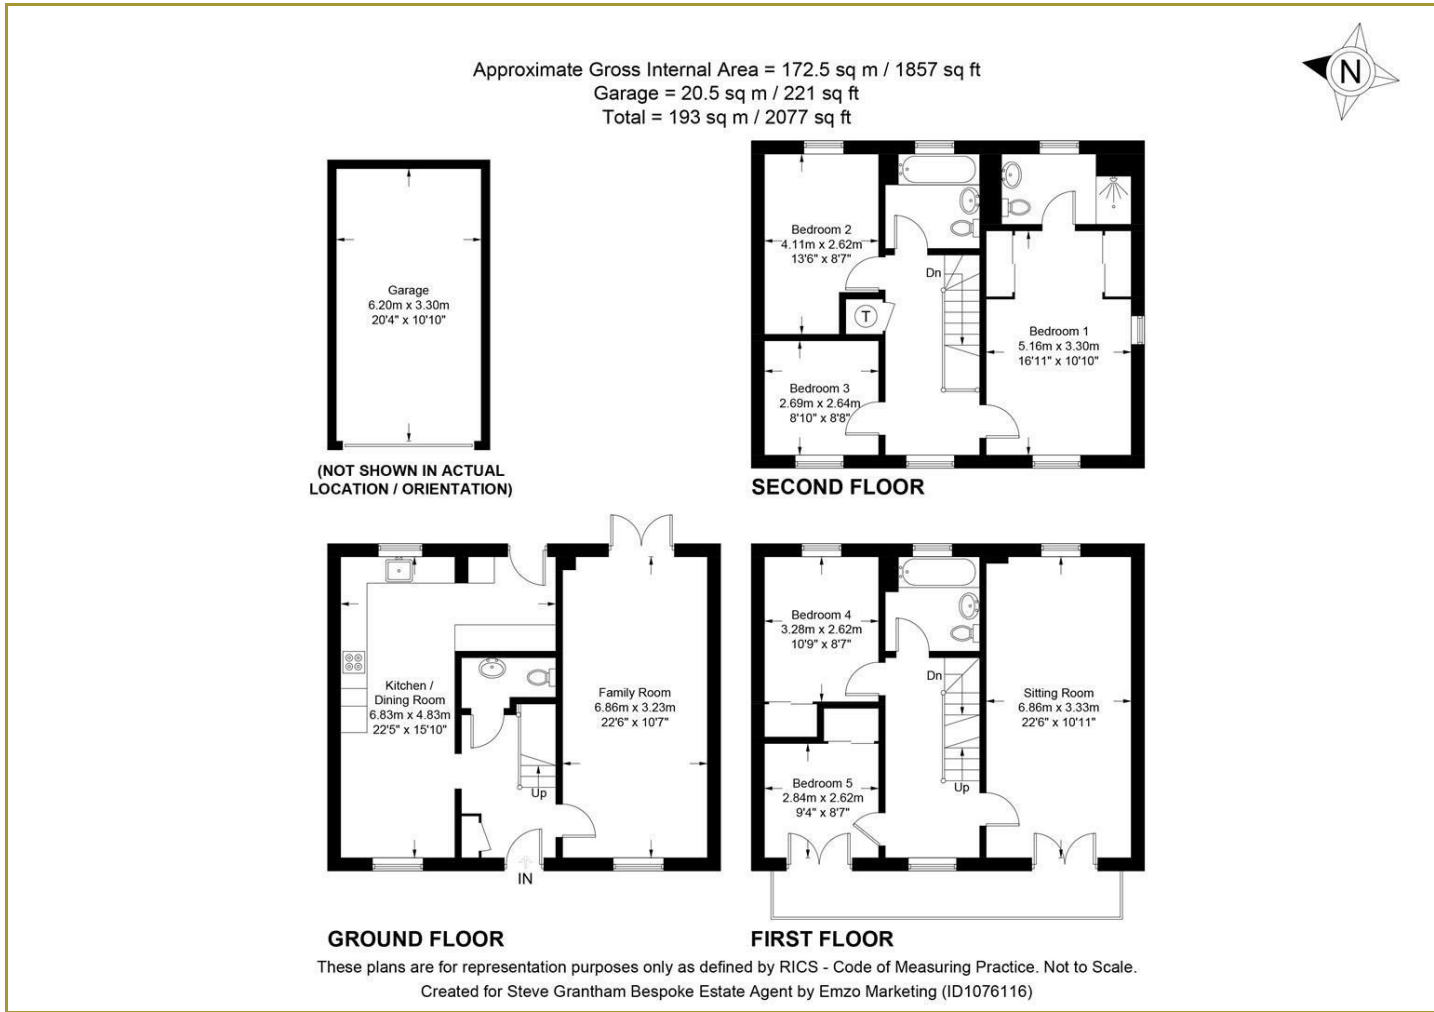 N
Approximate Gross Internal Area = 172.5 sq m / 1857 sq ft
Garage = 20.5 sq m / 221 sq ft
Total = 193 sq m / 2077 sq ft
Garage
6.20m x 3.30m
20'4" x 10'10"
(NOT SHOWN IN ACTUAL
LOCATION / ORIENTATION)
Bedroom 2
4.11m x 2.62m
13'6" x 8'7"
Dn
T
Bedroom 1
5.16m x 3.30m
16'11" x 10'10"
Bedroom 3
2.69m x 2.64m
8'10" x 8'8"
SECOND FLOOR
Kitchen /
Dining Room
6.83m x 4.83m
22'5" x 15'10"
Family Room
6.86m x 3.23m
22'6" x 10'7"
Up
IN
GROUND FLOOR
Bedroom 4
3.28m x 2.62m
10'9" x 8'7"
Dn
Sitting Room
6.86m x 3.33m
22'6" x 10'11"
Bedroom 5
2.84m x 2.62m
9'4" x 8'7"
Up
FIRST FLOOR
These plans are for representation purposes only as defined by RICS - Code of Measuring Practice. Not to Scale.
Created for Steve Grantham Bespoke Estate Agent by Emzo Marketing (ID1076116)